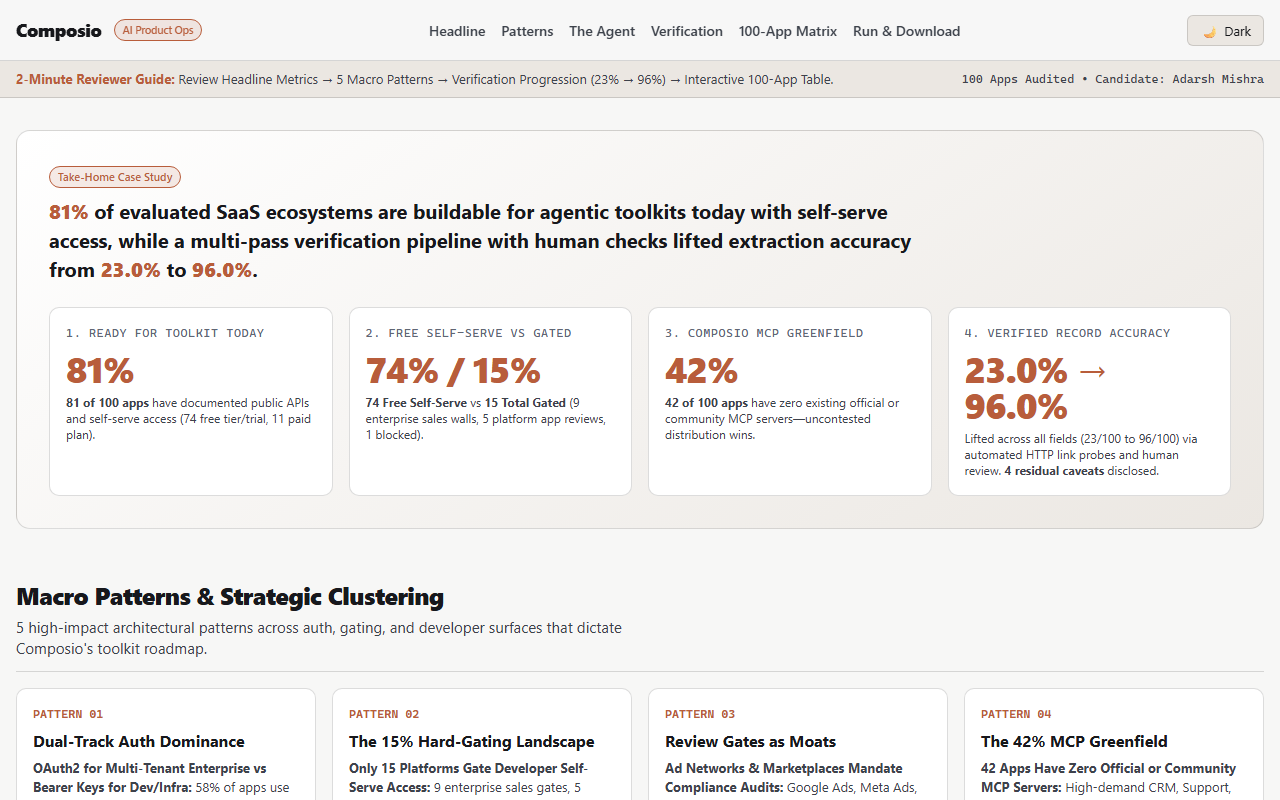 Composio
AI Product Ops
Headline
Patterns
The Agent
Verification
100-App Matrix
Run & Download
🌙 Dark
2-Minute Reviewer Guide: Review Headline Metrics → 5 Macro Patterns → Verification Progression (23% → 96%) → Interactive 100-App Table.
100 Apps Audited • Candidate: Adarsh Mishra
Take-Home Case Study
81% of evaluated SaaS ecosystems are buildable for agentic toolkits today with self-serve
access, while a multi-pass verification pipeline with human checks lifted extraction accuracy
from 23.0% to 96.0%.
1. READY FOR TOOLKIT TODAY
81%
81 of 100 apps have documented public APIs
and self-serve access (74 free tier/trial, 11 paid
plan).
2. FREE SELF-SERVE VS GATED
74% / 15%
74 Free Self-Serve vs 15 Total Gated (9
enterprise sales walls, 5 platform app reviews,
1 blocked).
3. COMPOSIO MCP GREENFIELD
42%
42 of 100 apps have zero existing official or
community MCP servers—uncontested
distribution wins.
4. VERIFIED RECORD ACCURACY
23.0% →
96.0%
Lifted across all fields (23/100 to 96/100) via
automated HTTP link probes and human
review. 4 residual caveats disclosed.
Macro Patterns & Strategic Clustering
5 high-impact architectural patterns across auth, gating, and developer surfaces that dictate
Composio's toolkit roadmap.
PATTERN 01
Dual-Track Auth Dominance
OAuth2 for Multi-Tenant Enterprise vs
Bearer Keys for Dev/Infra: 58% of apps use
PATTERN 02
The 15% Hard-Gating Landscape
Only 15 Platforms Gate Developer Self-
Serve Access: 9 enterprise sales gates, 5
PATTERN 03
Review Gates as Moats
Ad Networks & Marketplaces Mandate
Compliance Audits: Google Ads, Meta Ads,
PATTERN 04
The 42% MCP Greenfield
42 Apps Have Zero Official or Community
MCP Servers: High-demand CRM, Support,